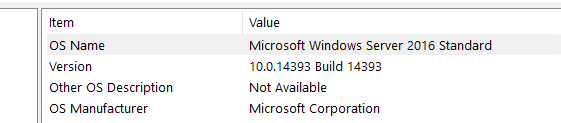 Item Value
OS Name Microsoft Windows Server 2016 Standard
Version 10.0.14393 Build 14393
Other OS Description Not Available
OS Manufacturer Microsoft Corporation